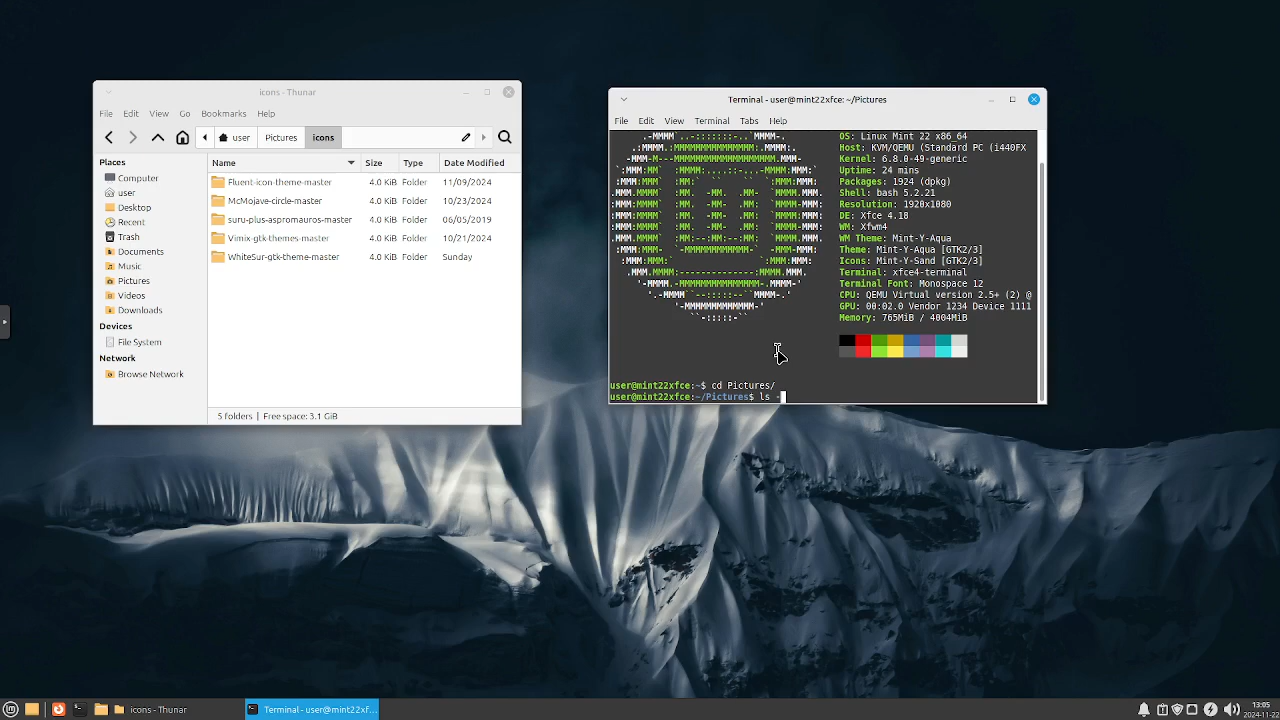 icons - Thunar
File Edit View Go Bookmarks Help
user Pictures icons
Places
Computer
user
Desktop
Recent
Trash
Documents
Music
Pictures
Videos
Downloads
Devices
File System
Network
Browse Network
Name Size Type Date Modified
Fluent-icon-theme-master 4.0 KiB Folder 11/09/2024
McMojave-circle-master 4.0 KiB Folder 10/23/2024
suru-plus-aspromauros-master 4.0 KiB Folder 06/05/2019
Vimix-gtk-themes-master 4.0 KiB Folder 10/21/2024
WhiteSur-gtk-theme-master 4.0 KiB Folder Sunday
5 folders | Free space: 3.1 GiB
Terminal - user@mint22xfce: ~/Pictures
File Edit View Terminal Tabs Help
OS: Linux Mint 22 x86 64
Host: KVM/QEMU (Standard PC (i440FX
Kernel: 6.8.0-49-generic
Uptime: 24 mins
Packages: 1924 (dpkg)
Shell: bash 5.2.21
Resolution: 1920x1080
DE: Xfce 4.18
WM: Xfwm4
WM Theme: Mint-Y-Aqua
Theme: Mint-Y-Aqua [GTK2/3]
Icons: Mint-Y-Sand [GTK2/3]
Terminal: xfce4-terminal
Terminal Font: Monospace 12
CPU: QEMU Virtual version 2.5+ (2) @
GPU: 00:02.0 Vendor 1234 Device 1111
Memory: 765MiB / 4004MiB
user@mint22xfce:~$ cd Pictures/
user@mint22xfce:~/Pictures$ ls -
icons - Thunar
Terminal - user@mint22xf...
13:05
2024-11-22